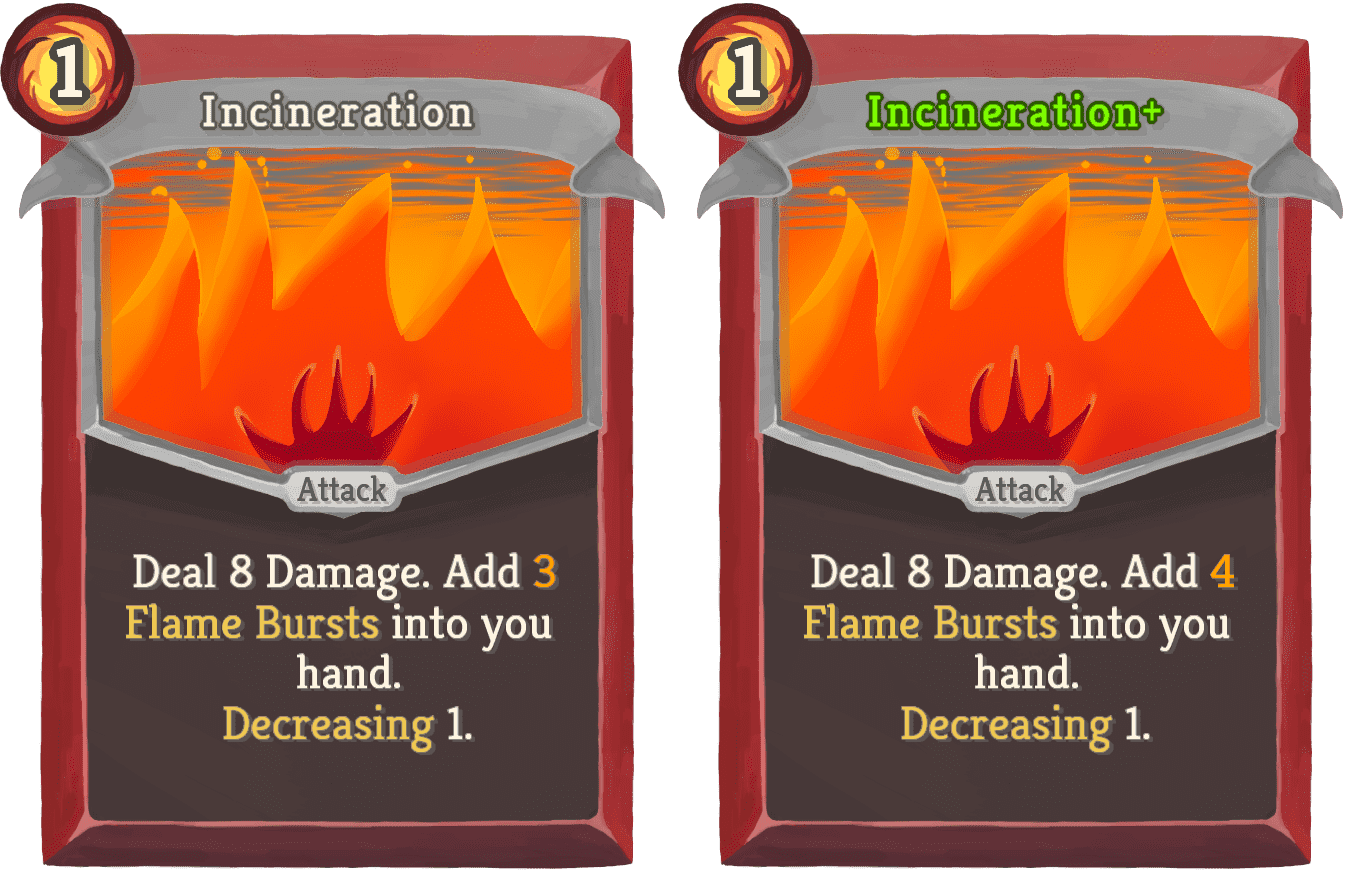 1
Incineration
Attack
Deal 8 Damage. Add 3
Flame Bursts into you
hand.
Decreasing 1.
1
Incineration+
Attack
Deal 8 Damage. Add 4
Flame Bursts into you
hand.
Decreasing 1.